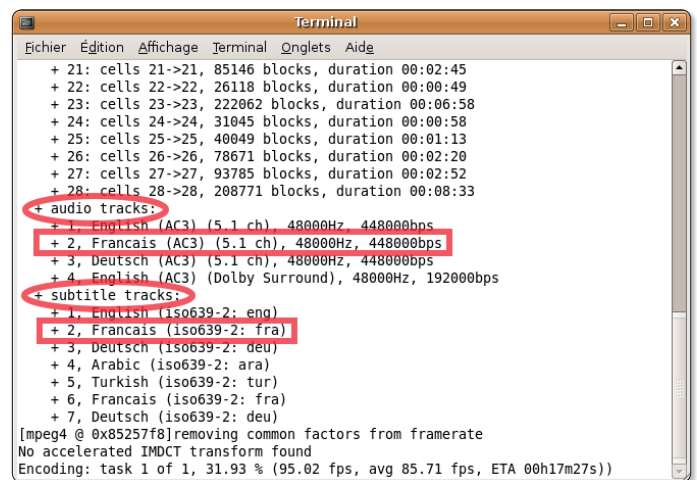 Terminal
Fichier Édition Affichage Terminal Onglets Aide
+ 21: cells 21->21, 85146 blocks, duration 00:02:45
+ 22: cells 22->22, 26118 blocks, duration 00:00:49
+ 23: cells 23->23, 222062 blocks, duration 00:06:58
+ 24: cells 24->24, 31045 blocks, duration 00:00:58
+ 25: cells 25->25, 40049 blocks, duration 00:01:13
+ 26: cells 26->26, 78671 blocks, duration 00:02:20
+ 27: cells 27->27, 93785 blocks, duration 00:02:52
+ 28: cells 28->28, 208771 blocks, duration 00:08:33
+ audio tracks:
+ 1, English (AC3) (5.1 ch), 48000Hz, 448000bps
+ 2, Francais (AC3) (5.1 ch), 48000Hz, 448000bps
+ 3, Deutsch (AC3) (5.1 ch), 48000Hz, 448000bps
+ 4, English (AC3) (Dolby Surround), 48000Hz, 192000bps
+ subtitle tracks:
+ 1, English (iso639-2: eng)
+ 2, Francais (iso639-2: fra)
+ 3, Deutsch (iso639-2: deu)
+ 4, Arabic (iso639-2: ara)
+ 5, Turkish (iso639-2: tur)
+ 6, Francais (iso639-2: fra)
+ 7, Deutsch (iso639-2: deu)
[mpeg4 @ 0x85257f8]removing common factors from framerate
No accelerated IMDCT transform found
Encoding: task 1 of 1, 31.93 % (95.02 fps, avg 85.71 fps, ETA 00h17m27s))